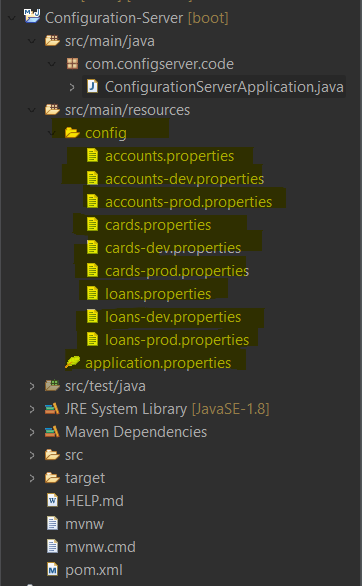 Configuration-Server [boot]
src/main/java
com.configserver.code
ConfigurationServerApplication.java
src/main/resources
config
accounts.properties
accounts-dev.properties
accounts-prod.properties
cards.properties
cards-dev.properties
cards-prod.properties
loans.properties
loans-dev.properties
loans-prod.properties
application.properties
src/test/java
JRE System Library [JavaSE-1.8]
Maven Dependencies
src
target
HELP.md
mvnw
mvnw.cmd
pom.xml